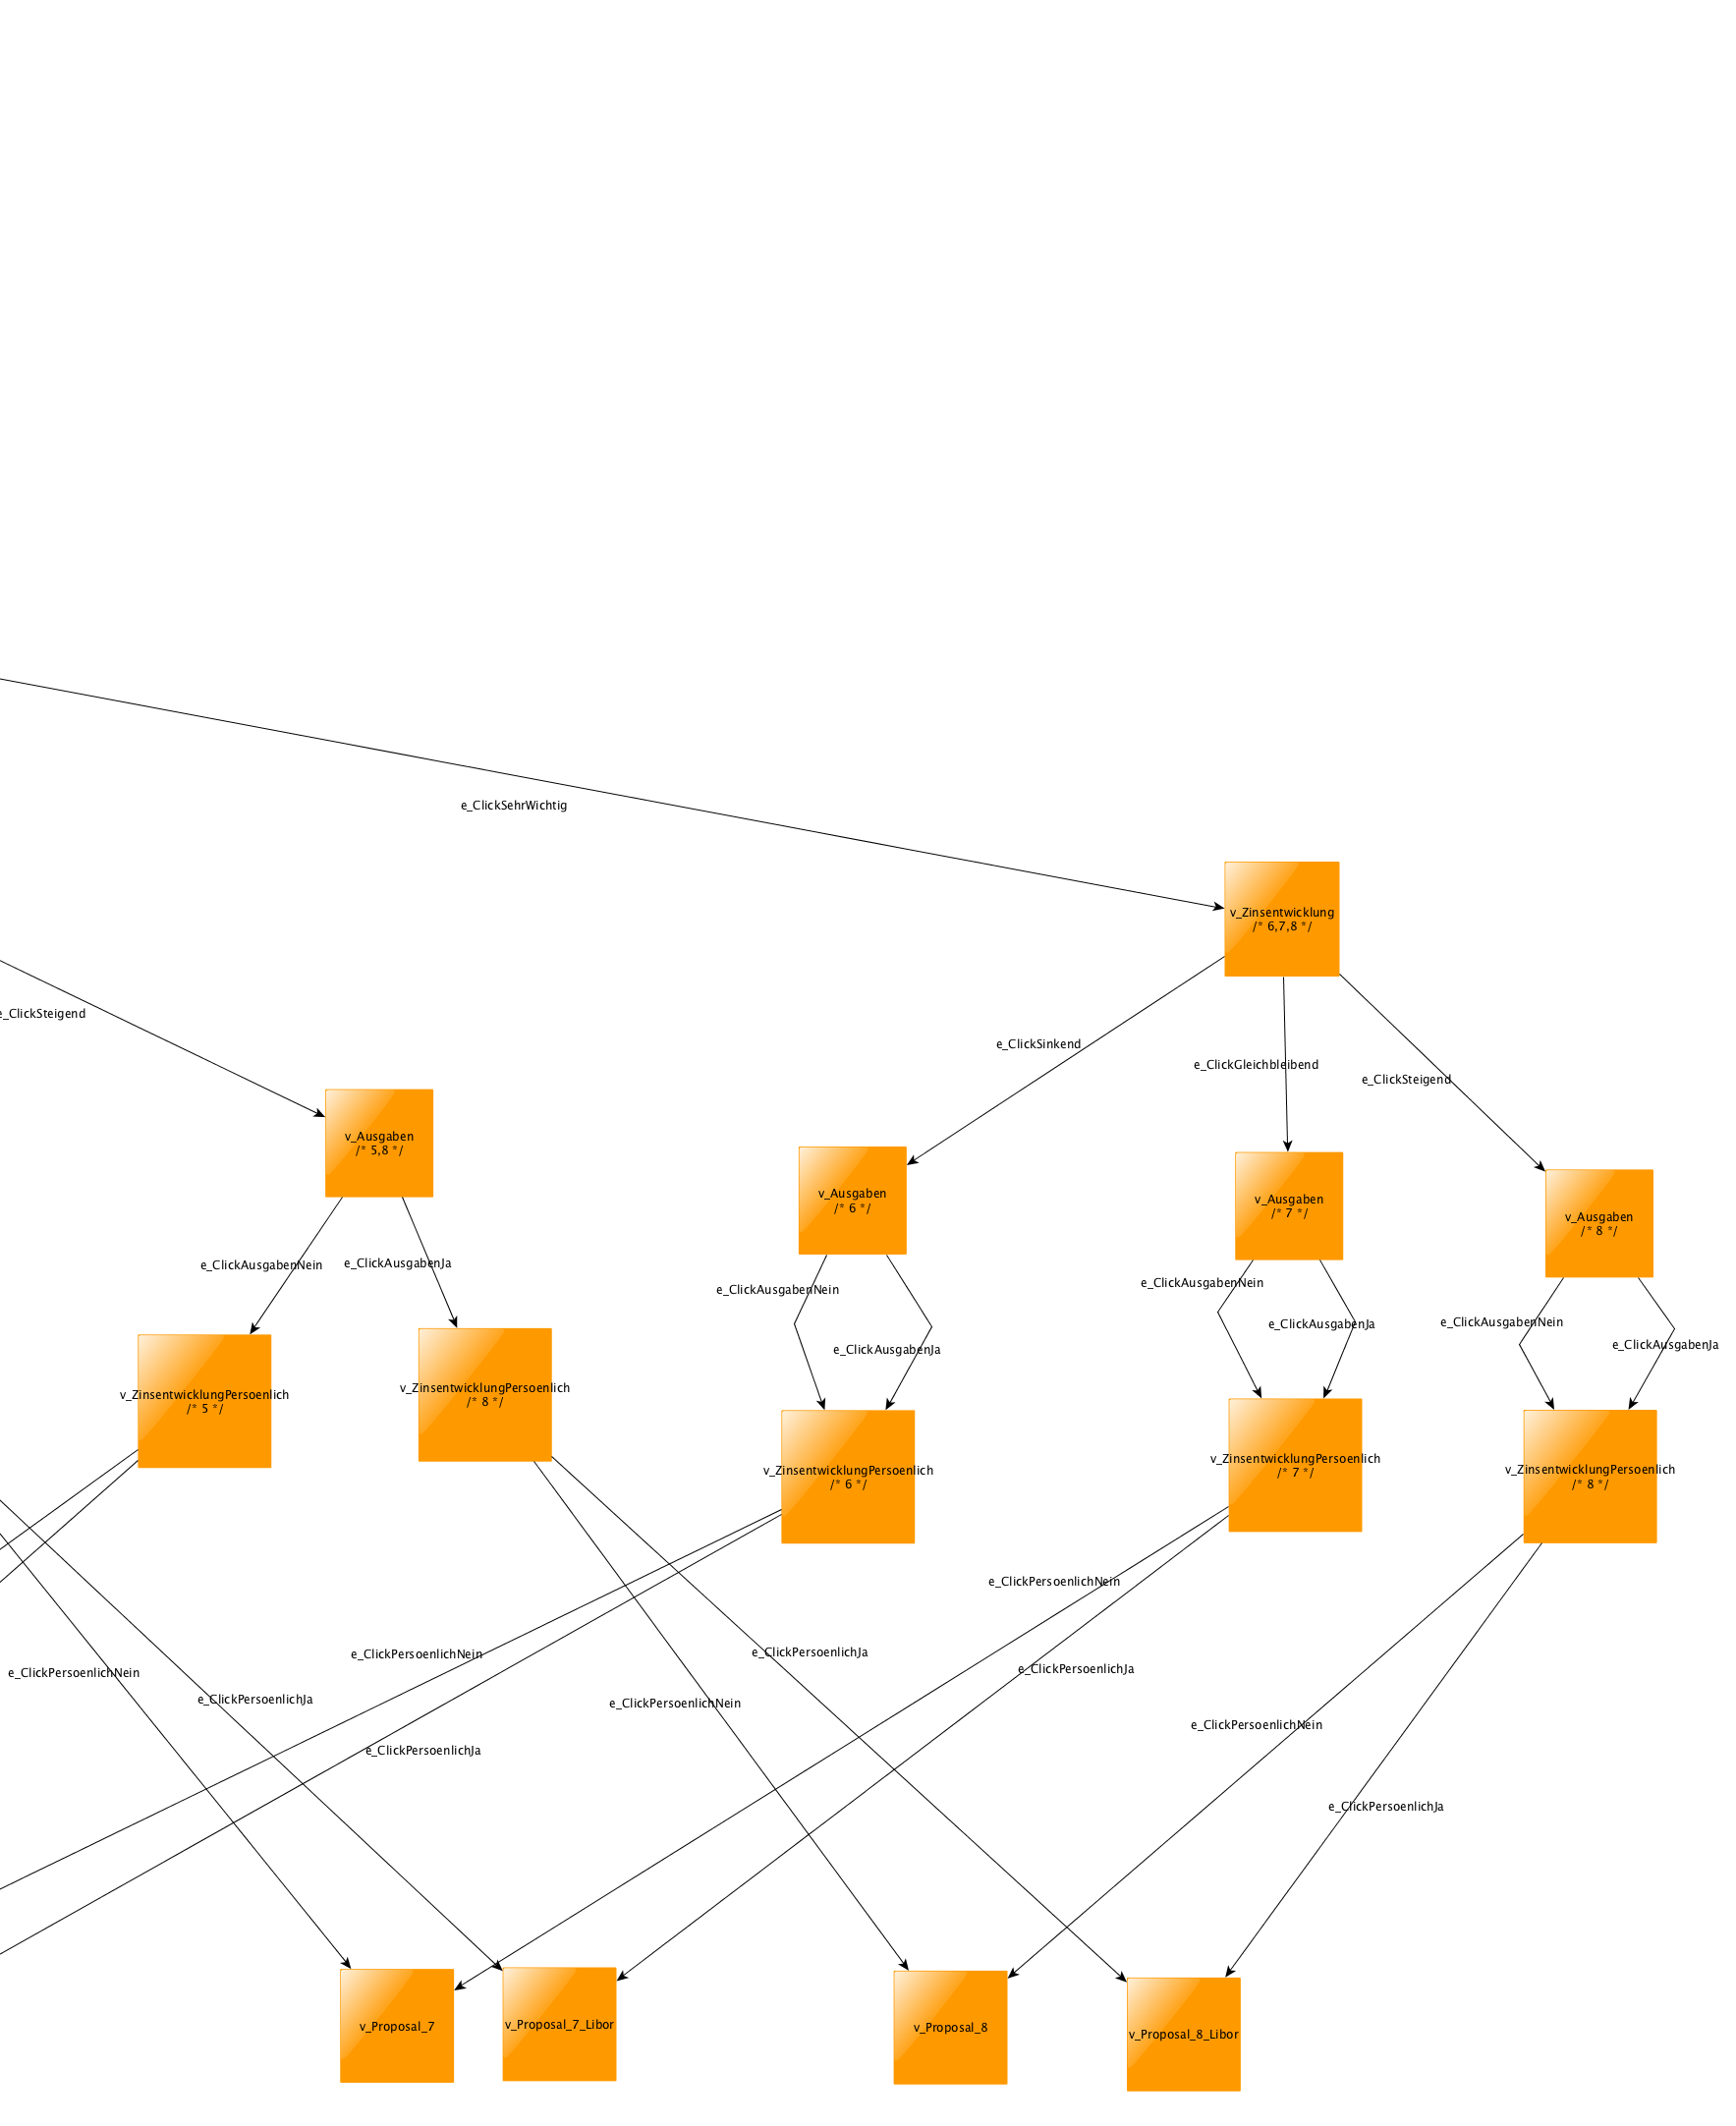 e_ClickSehrWichtig
v_Zinsentwicklung
/* 6,7,8 */
e_ClickSteigend
e_ClickSinkend
e_ClickGleichbleibend
e_ClickSteigend
v_Ausgaben
/* 5,8 */
v_Ausgaben
/* 6 */
v_Ausgaben
/* 7 */
v_Ausgaben
/* 8 */
e_ClickAusgabenNein
e_ClickAusgabenJa
e_ClickAusgabenNein
e_ClickAusgabenJa
e_ClickAusgabenNein
e_ClickAusgabenJa
e_ClickAusgabenNein
e_ClickAusgabenJa
v_ZinsentwicklungPersoenlich
/* 5 */
v_ZinsentwicklungPersoenlich
/* 8 */
v_ZinsentwicklungPersoenlich
/* 6 */
v_ZinsentwicklungPersoenlich
/* 7 */
v_ZinsentwicklungPersoenlich
/* 8 */
e_ClickPersoenlichNein
e_ClickPersoenlichNein
e_ClickPersoenlichJa
e_ClickPersoenlichJa
e_ClickPersoenlichNein
e_ClickPersoenlichJa
e_ClickPersoenlichNein
e_ClickPersoenlichNein
e_ClickPersoenlichJa
e_ClickPersoenlichJa
v_Proposal_7
v_Proposal_7_Libor
v_Proposal_8
v_Proposal_8_Libor